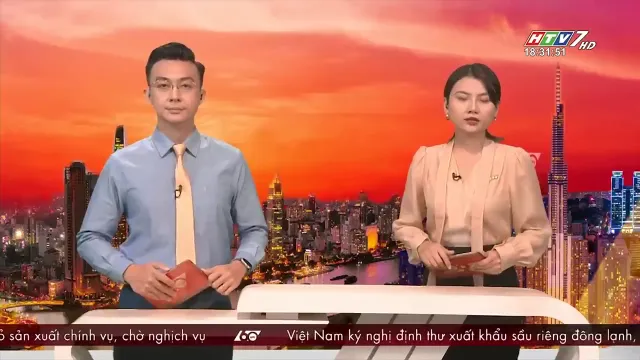 HTV7 HD
18:31:51
sản xuất chính vụ, chờ nghịch vụ
60
Việt Nam ký nghị định thư xuất khẩu sầu riêng đông lạnh,